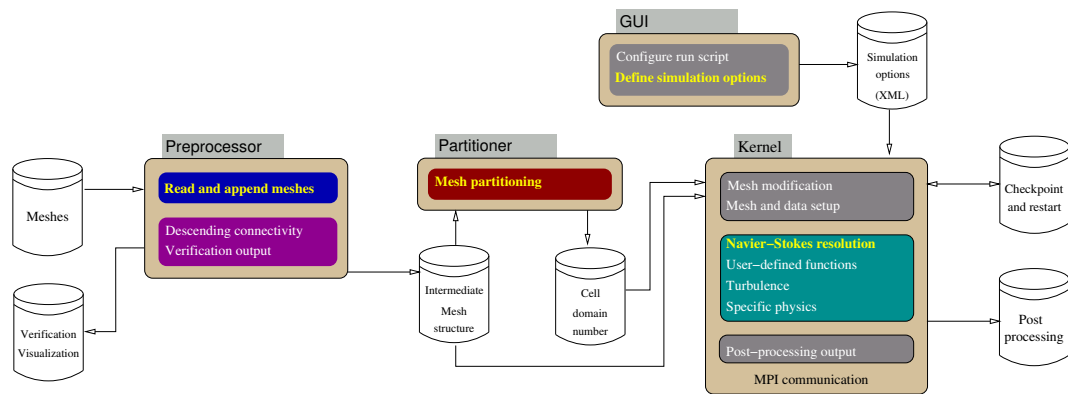 GUI
Configure run script
Define simulation options
Simulation
options
(XML)
Preprocessor
Read and append meshes
Descending connectivity
Verification output
Meshes
Verification
Visualization
Partitioner
Mesh partitioning
Intermediate
Mesh
structure
Cell
domain
number
Kernel
Mesh modification
Mesh and data setup
Navier−Stokes resolution
User−defined functions
Turbulence
Specific physics
Post−processing output
MPI communication
Checkpoint
and restart
Post
processing